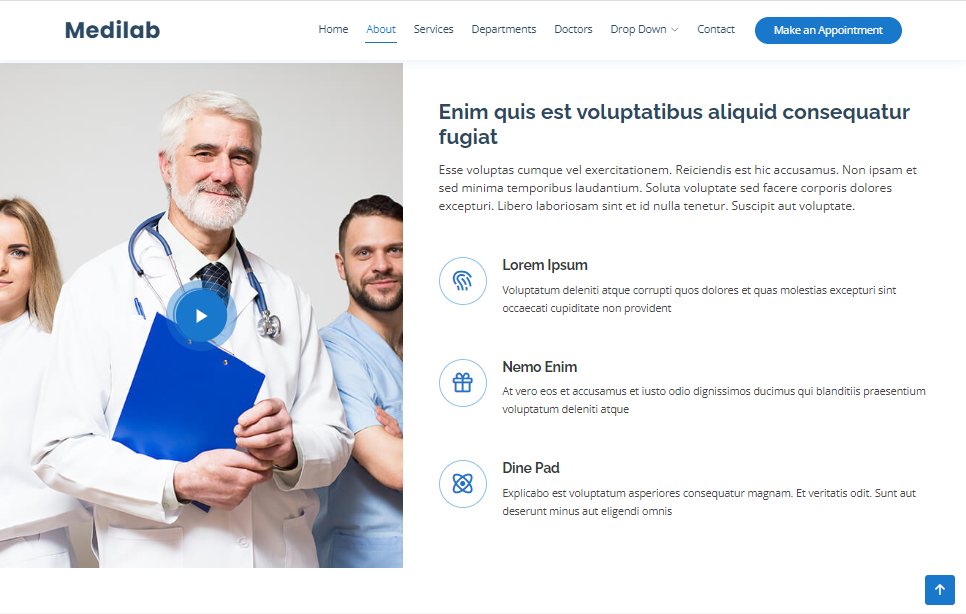 Medilab
Home About Services Departments Doctors Drop Down Contact Make an Appointment
Enim quis est voluptatibus aliquid consequatur
fugiat
Esse voluptas cumque vel exercitationem. Reiciendis est hic accusamus. Non ipsam et
sed minima temporibus laudantium. Soluta voluptate sed facere corporis dolores
excepturi. Libero laboriosam sint et id nulla tenetur. Suscipit aut voluptate.
Lorem Ipsum
Voluptatum deleniti atque corrupti quos dolores et quas molestias excepturi sint
occaecati cupiditate non provident
Nemo Enim
At vero eos et accusamus et iusto odio dignissimos ducimus qui blanditiis praesentium
voluptatum deleniti atque
Dine Pad
Explicabo est voluptatum asperiores consequatur magnam. Et veritatis odit. Sunt aut
deserunt minus aut eligendi omnis